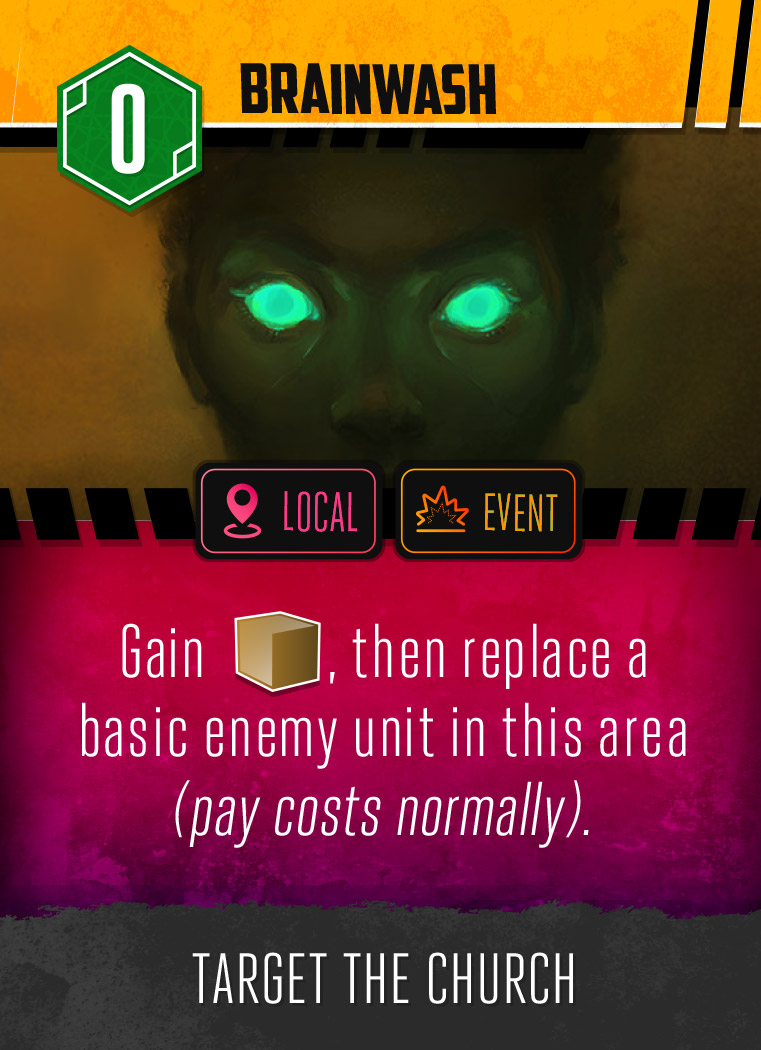 0
BRAINWASH
LOCAL
EVENT
Gain , then replace a
basic enemy unit in this area
(pay costs normally).
TARGET THE CHURCH